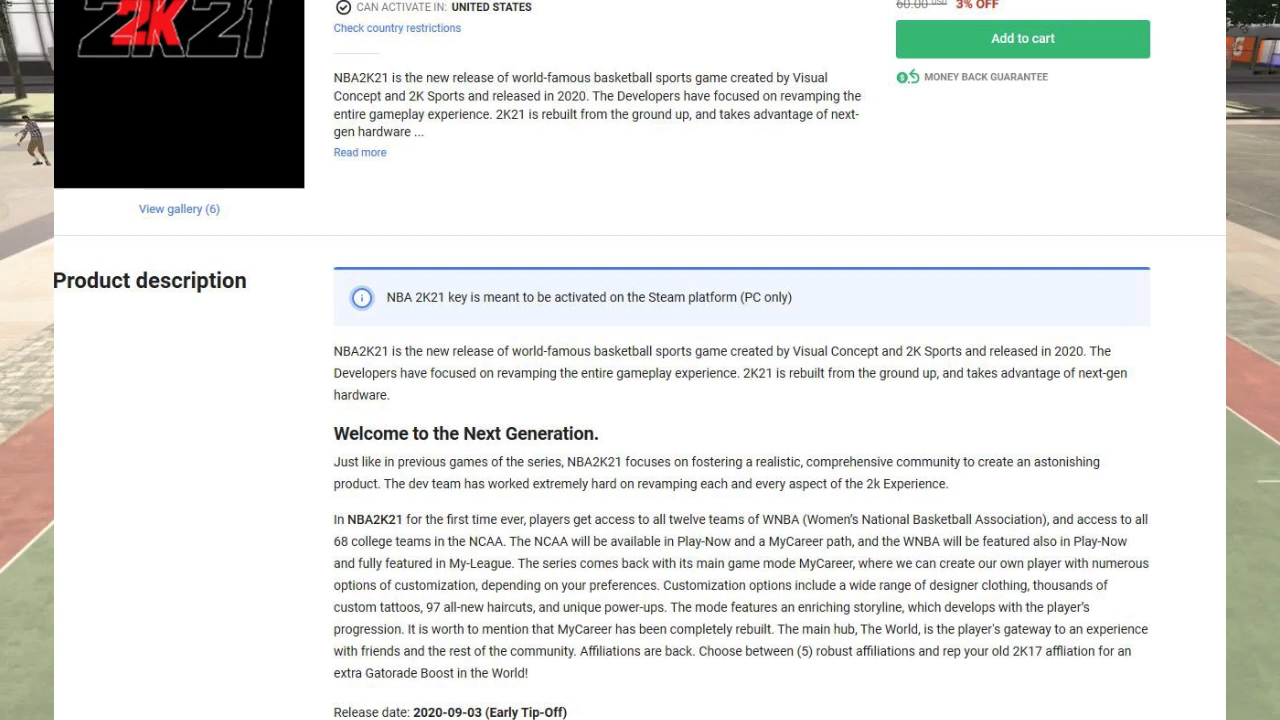 2K21
CAN ACTIVATE IN: UNITED STATES
Check country restrictions
60.00 USD 3% OFF
Add to cart
MONEY BACK GUARANTEE
NBA2K21 is the new release of world-famous basketball sports game created by Visual
Concept and 2K Sports and released in 2020. The Developers have focused on revamping the
entire gameplay experience. 2K21 is rebuilt from the ground up, and takes advantage of next-
gen hardware ...
Read more
View gallery (6)
Product description
NBA 2K21 key is meant to be activated on the Steam platform (PC only)
NBA2K21 is the new release of world-famous basketball sports game created by Visual Concept and 2K Sports and released in 2020. The
Developers have focused on revamping the entire gameplay experience. 2K21 is rebuilt from the ground up, and takes advantage of next-gen
hardware.
Welcome to the Next Generation.
Just like in previous games of the series, NBA2K21 focuses on fostering a realistic, comprehensive community to create an astonishing
product. The dev team has worked extremely hard on revamping each and every aspect of the 2k Experience.
In NBA2K21 for the first time ever, players get access to all twelve teams of WNBA (Women’s National Basketball Association), and access to all
68 college teams in the NCAA. The NCAA will be available in Play-Now and a MyCareer path, and the WNBA will be featured also in Play-Now
and fully featured in My-League. The series comes back with its main game mode MyCareer, where we can create our own player with numerous
options of customization, depending on your preferences. Customization options include a wide range of designer clothing, thousands of
custom tattoos, 97 all-new haircuts, and unique power-ups. The mode features an enriching storyline, which develops with the player’s
progression. It is worth to mention that MyCareer has been completely rebuilt. The main hub, The World, is the player's gateway to an experience
with friends and the rest of the community. Affiliations are back. Choose between (5) robust affiliations and rep your old 2K17 affliation for an
extra Gatorade Boost in the World!
Release date: 2020-09-03 (Early Tip-Off)